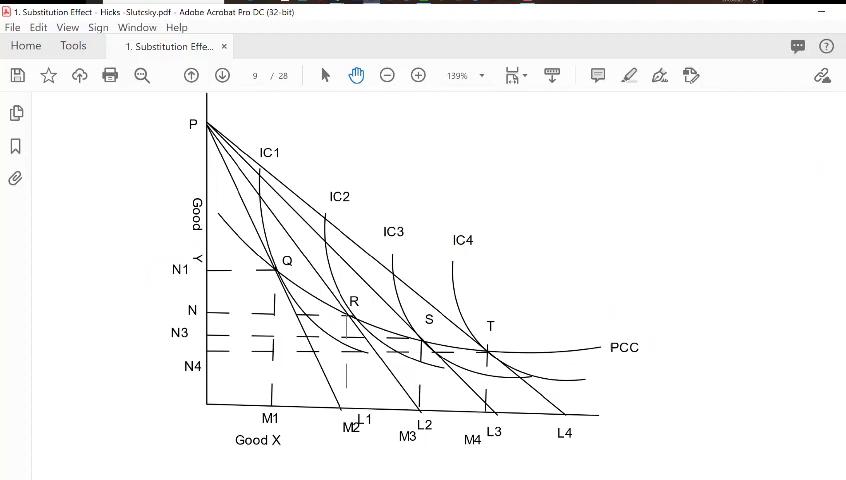 1. Substitution Effect - Hicks -Slutcsky.pdf - Adobe Acrobat Pro DC (32-bit)
File Edit View Sign Window Help
Home Tools 1. Substitution Effe... ×
9 / 28 139%
P
IC1
IC2
IC3
IC4
Good Y
Q
N1
R
N
S
T
N3
PCC
N4
M1
M2
L1
L2
M3
L3
M4
L4
Good X